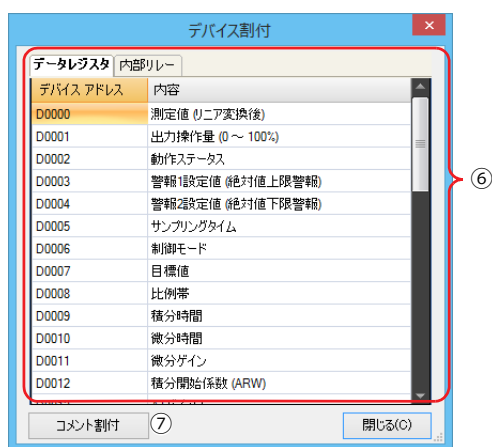 デバイス割付
×
データレジスタ 内部リレー
デバイス アドレス 内容
D0000 測定値 (リニア変換後)
D0001 出力操作量 (0 ～ 100%)
D0002 動作ステータス
D0003 警報1設定値 (絶対値上限警報)
D0004 警報2設定値 (絶対値下限警報)
D0005 サンプリングタイム
D0006 制御モード
D0007 目標値
D0008 比例帯
D0009 積分時間
D0010 微分時間
D0011 微分ゲイン
D0012 積分開始係数 (ARW)
⑥
コメント割付 ⑦ 閉じる(C)